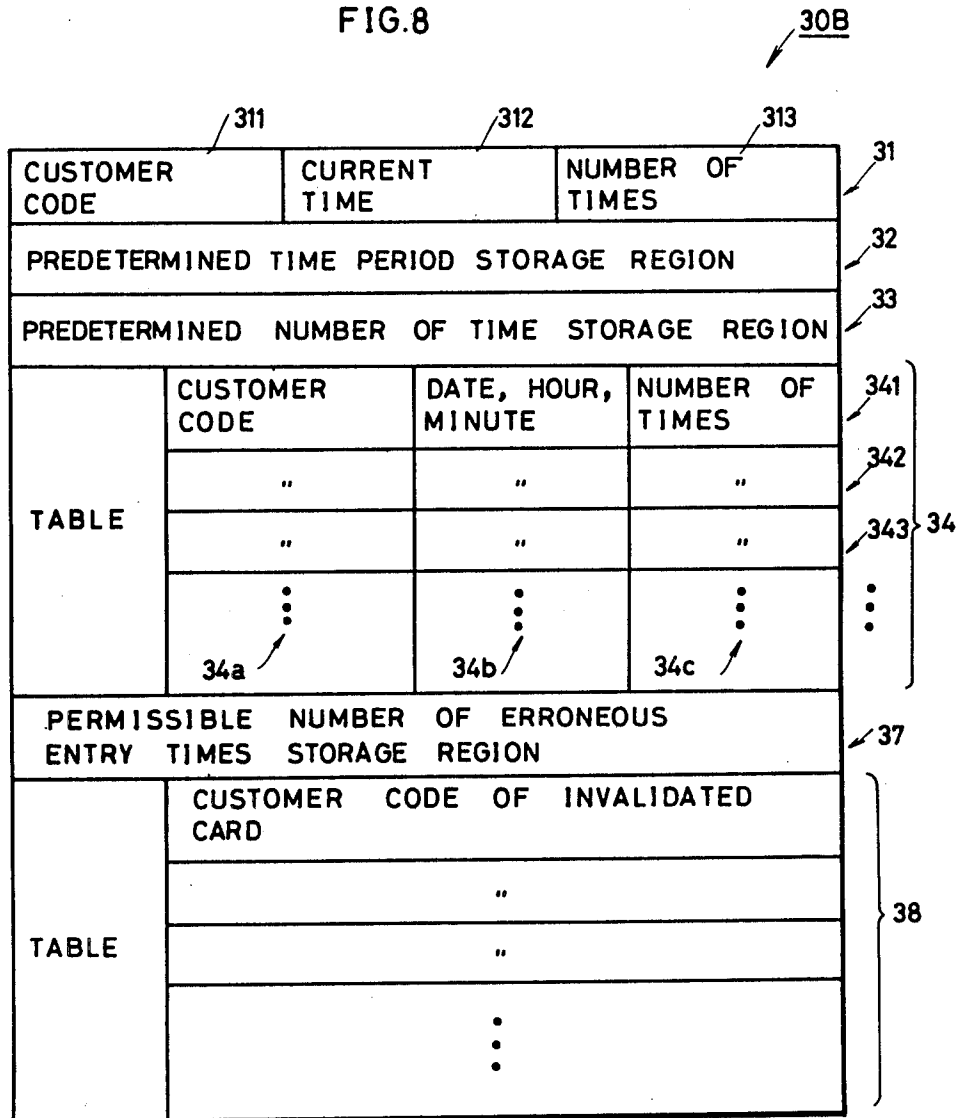 FIG.8
30B
311 312 313
CUSTOMER CODE CURRENT TIME NUMBER OF TIMES 31
PREDETERMINED TIME PERIOD STORAGE REGION 32
PREDETERMINED NUMBER OF TIME STORAGE REGION 33
TABLE CUSTOMER CODE DATE, HOUR, MINUTE NUMBER OF TIMES 341
" " " 342
" " " 343
34
34a 34b 34c
PERMISSIBLE NUMBER OF ERRONEOUS
ENTRY TIMES STORAGE REGION 37
TABLE CUSTOMER CODE OF INVALIDATED
CARD
"
"
38